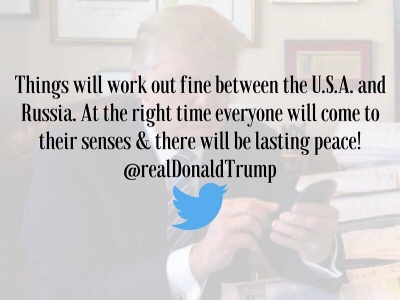 Things will work out fine between the U.S.A. and
Russia. At the right time everyone will come to
their senses & there will be lasting peace!
@realDonaldTrump